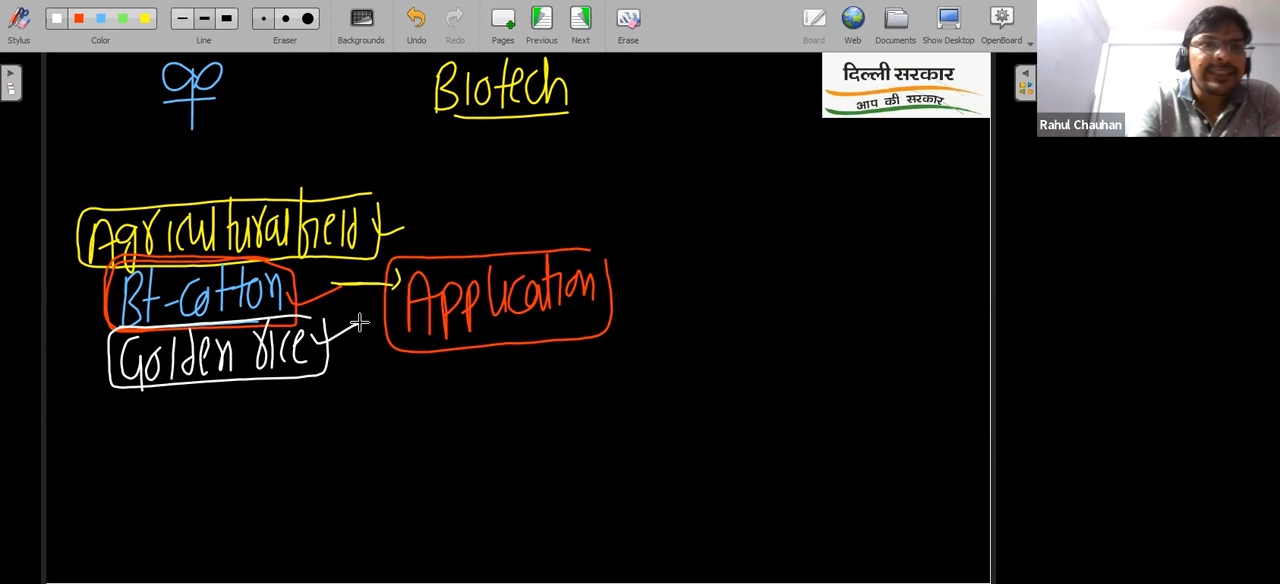 Stylus
Color
Line
Eraser
Backgrounds
Undo
Redo
Pages
Previous
Next
Erase
Board
Web
Documents
Show Desktop
OpenBoard
Rahul Chauhan
दिल्ली सरकार
आप की सरकार
Biotech
Agricultural field
Bt-cotton
Application
Golden rice